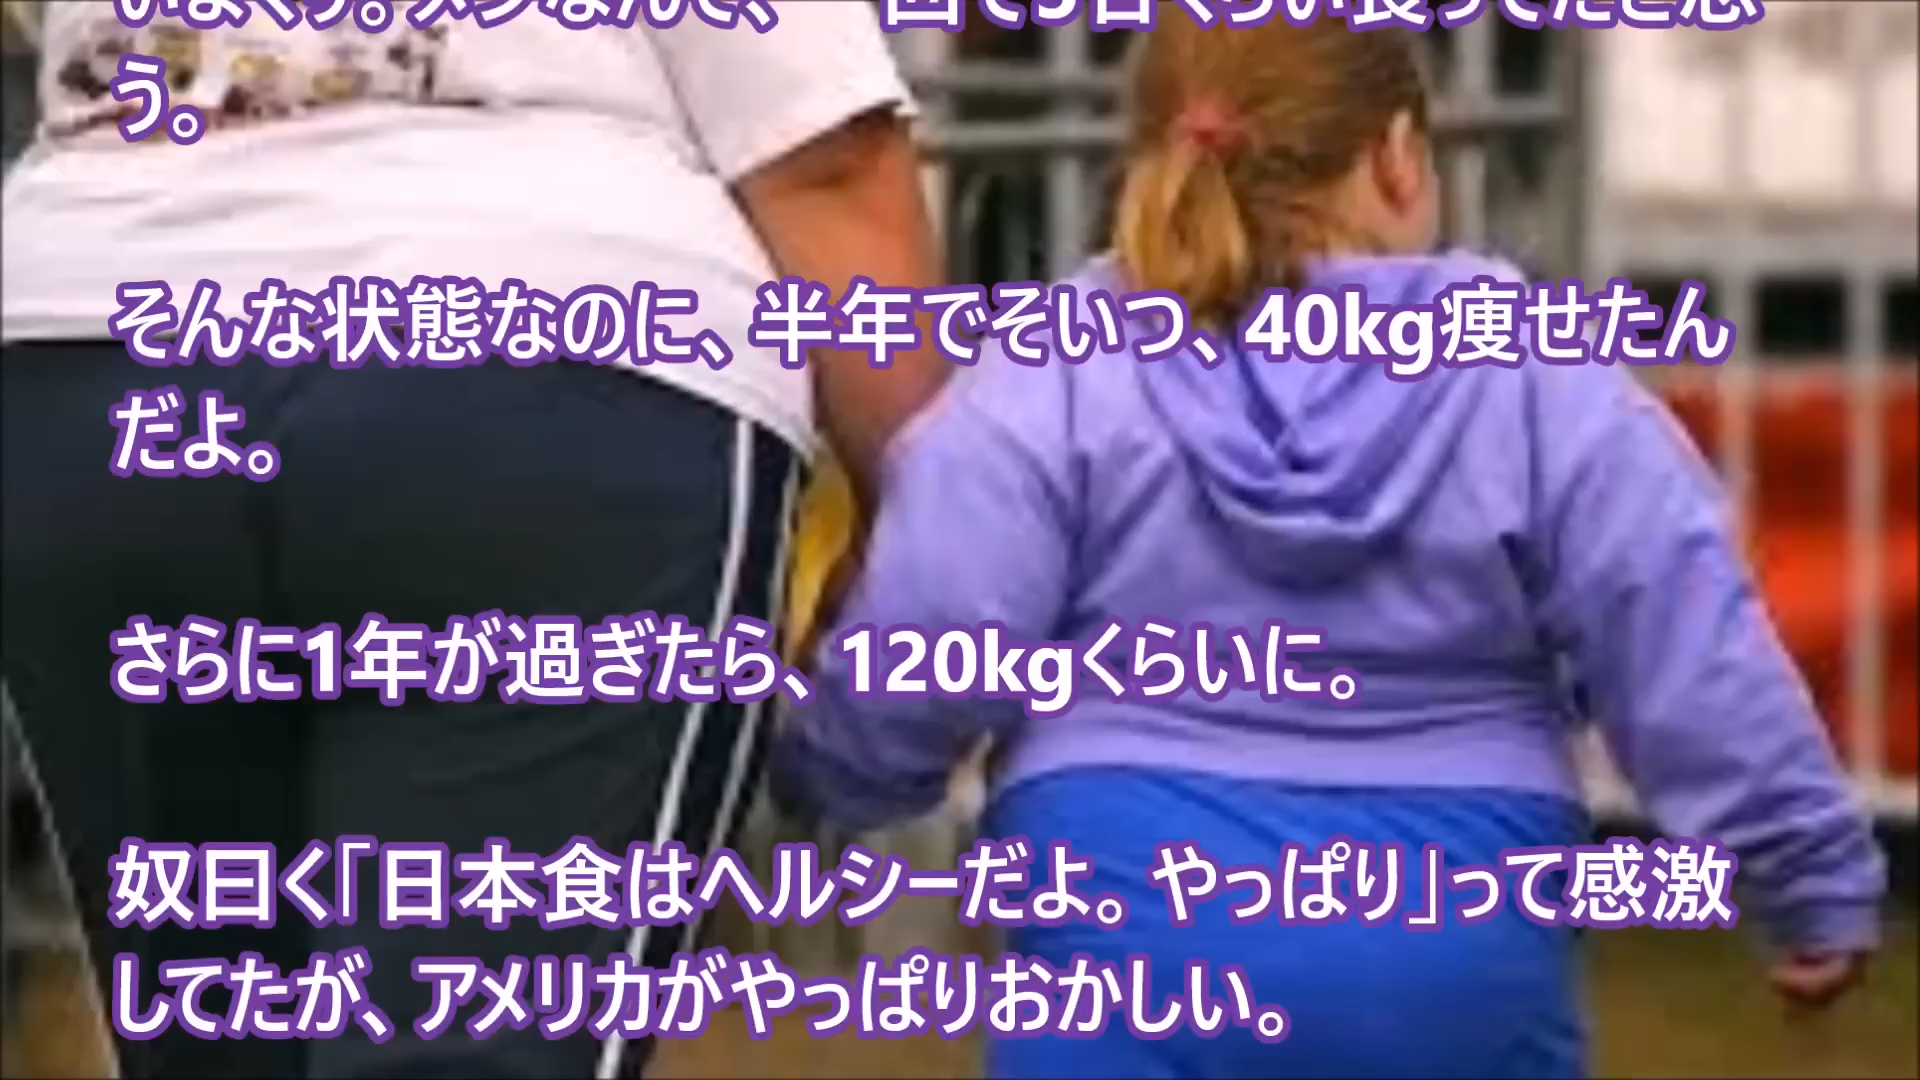 う。
そんな状態なのに、半年でそいつ、40kg痩せたん
だよ。
さらに1年が過ぎたら、120kgくらいに。
奴曰く「日本食はヘルシーだよ。やっぱり」って感激
してたが、アメリカがやっぱりおかしい。